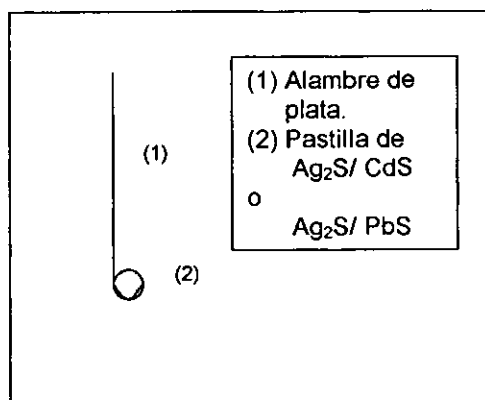 (1) Alambre de
plata.
(2) Pastilla de
Ag₂S/ CdS
o
Ag₂S/ PbS
(1)
(2)